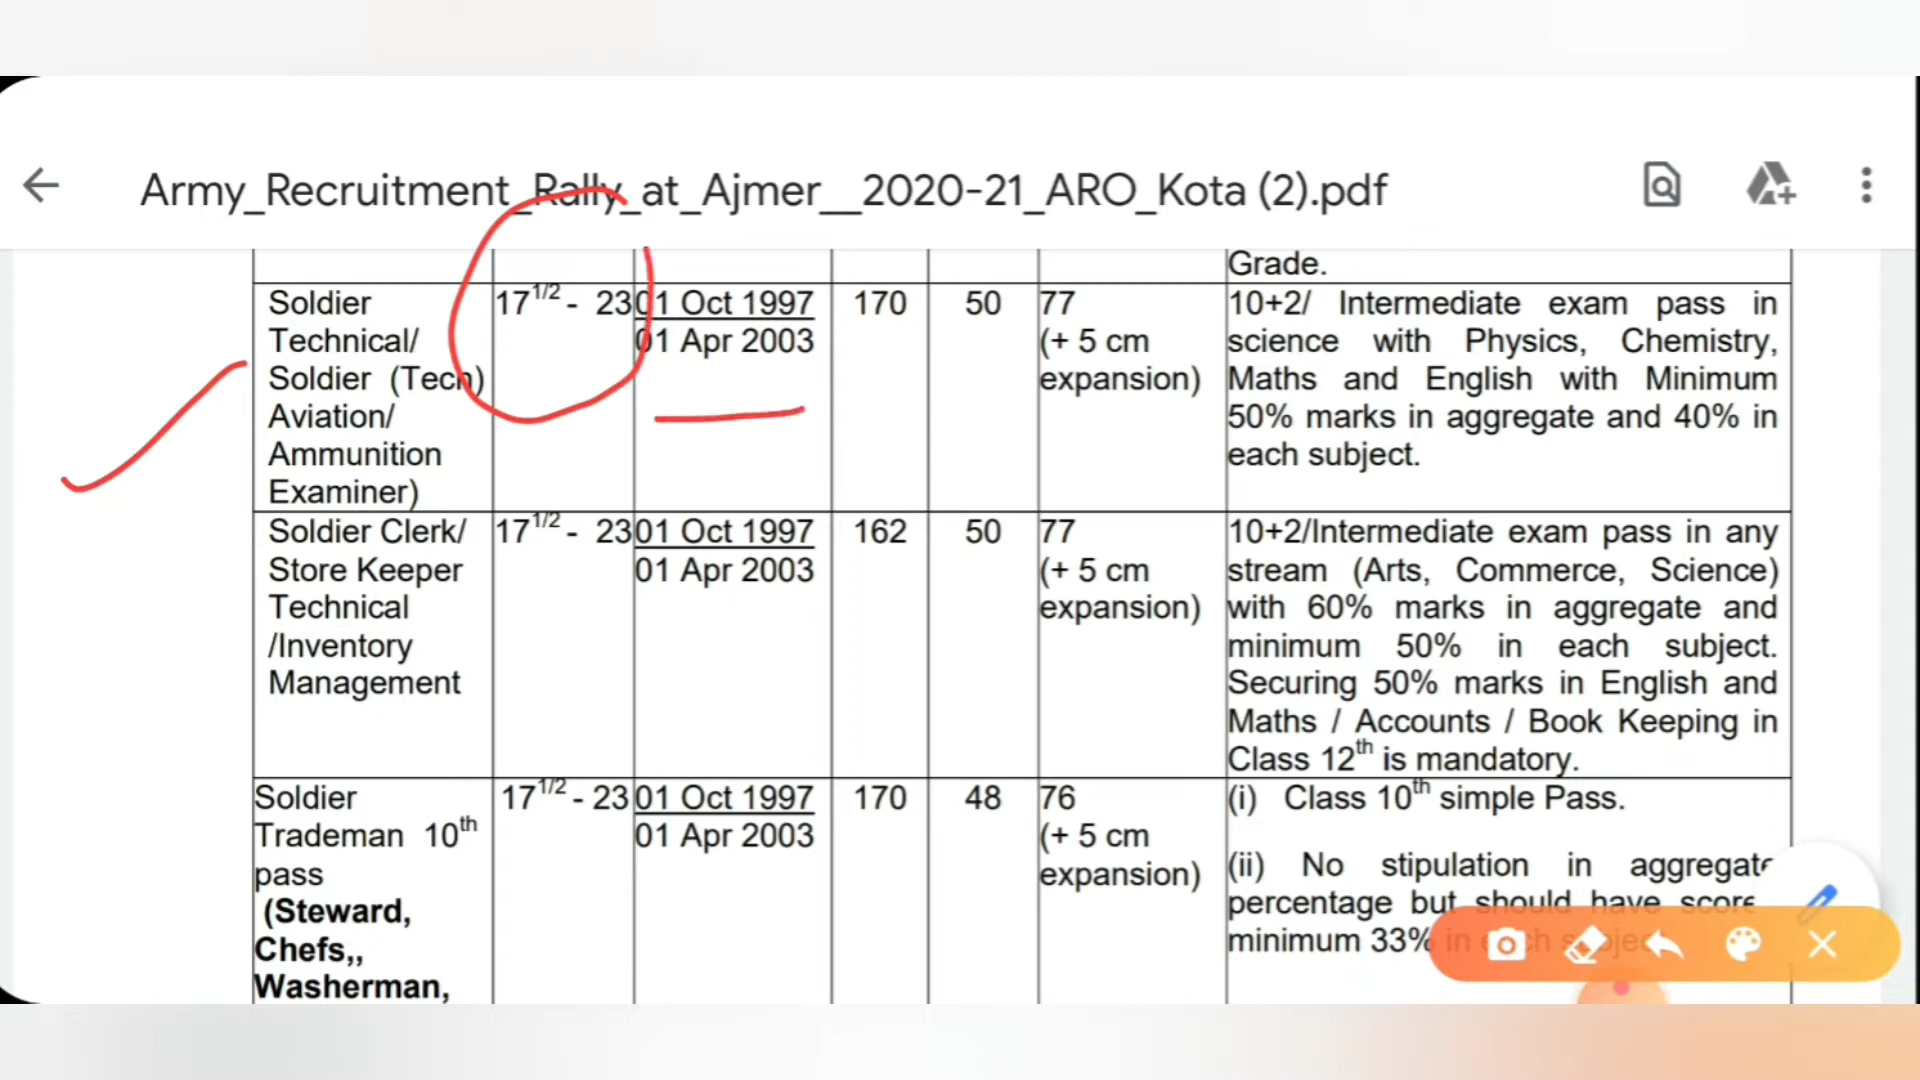 Army_Recruitment_Rally_at_Ajmer__2020-21_ARO_Kota (2).pdf
Grade.
Soldier Technical/ Soldier (Tech) Aviation/ Ammunition Examiner)
17 1/2 - 23
01 Oct 1997
01 Apr 2003
170
50
77
(+ 5 cm
expansion)
10+2/ Intermediate exam pass in
science with Physics, Chemistry,
Maths and English with Minimum
50% marks in aggregate and 40% in
each subject.
Soldier Clerk/
Store Keeper
Technical
/Inventory
Management
17 1/2 - 23
01 Oct 1997
01 Apr 2003
162
50
77
(+ 5 cm
expansion)
10+2/Intermediate exam pass in any
stream (Arts, Commerce, Science)
with 60% marks in aggregate and
minimum 50% in each subject.
Securing 50% marks in English and
Maths / Accounts / Book Keeping in
Class 12th is mandatory.
Soldier
Trademan 10th
pass
(Steward,
Chefs,,
Washerman,
17 1/2 - 23
01 Oct 1997
01 Apr 2003
170
48
76
(+ 5 cm
expansion)
(i) Class 10th simple Pass.
(ii) No stipulation in aggregate
percentage but should have score
minimum 33% in